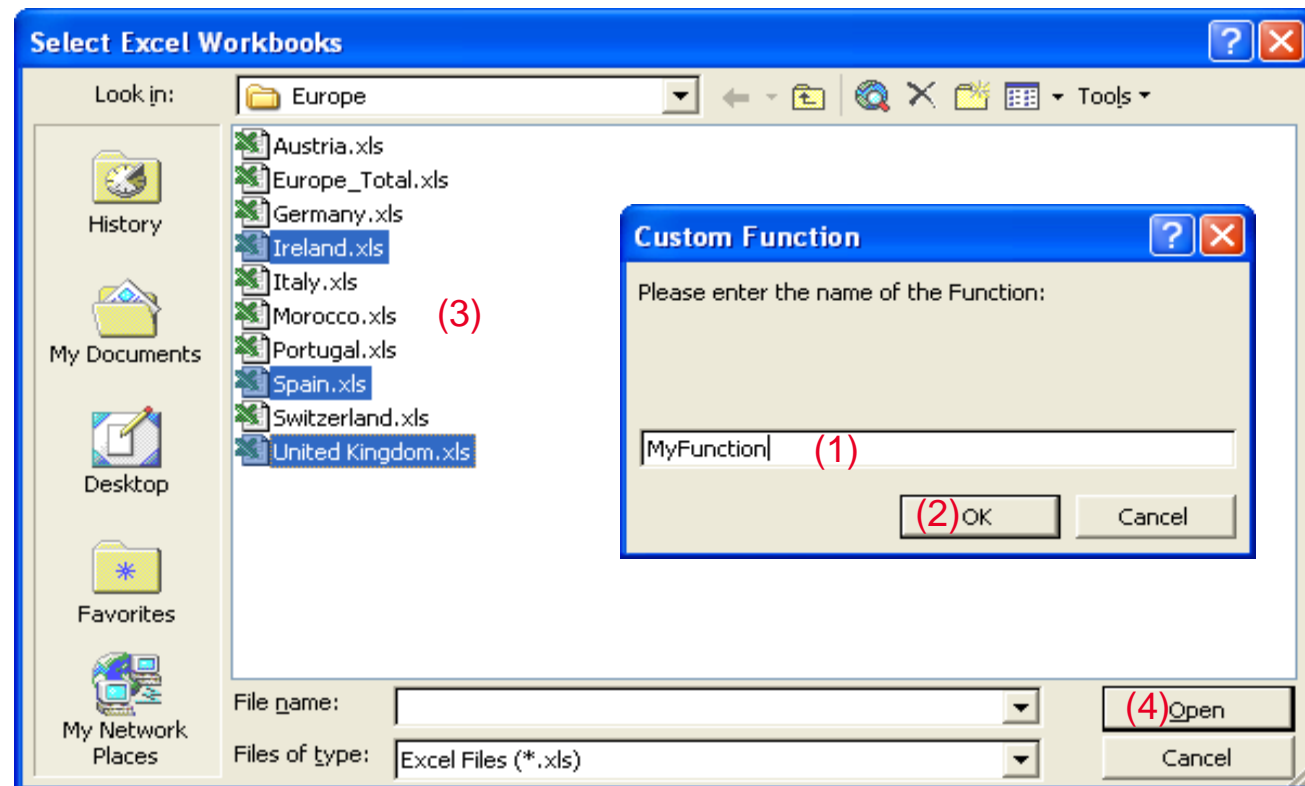 Select Excel Workbooks
Look in:
Europe
Tools
History
My Documents
Desktop
Favorites
My Network
Places
Austria.xls
Europe_Total.xls
Germany.xls
Ireland.xls
Italy.xls
Morocco.xls
(3)
Portugal.xls
Spain.xls
Switzerland.xls
United Kingdom.xls
Custom Function
Please enter the name of the Function:
MyFunction
(1)
(2) OK
Cancel
File name:
(4) Open
Files of type:
Excel Files (*.xls)
Cancel